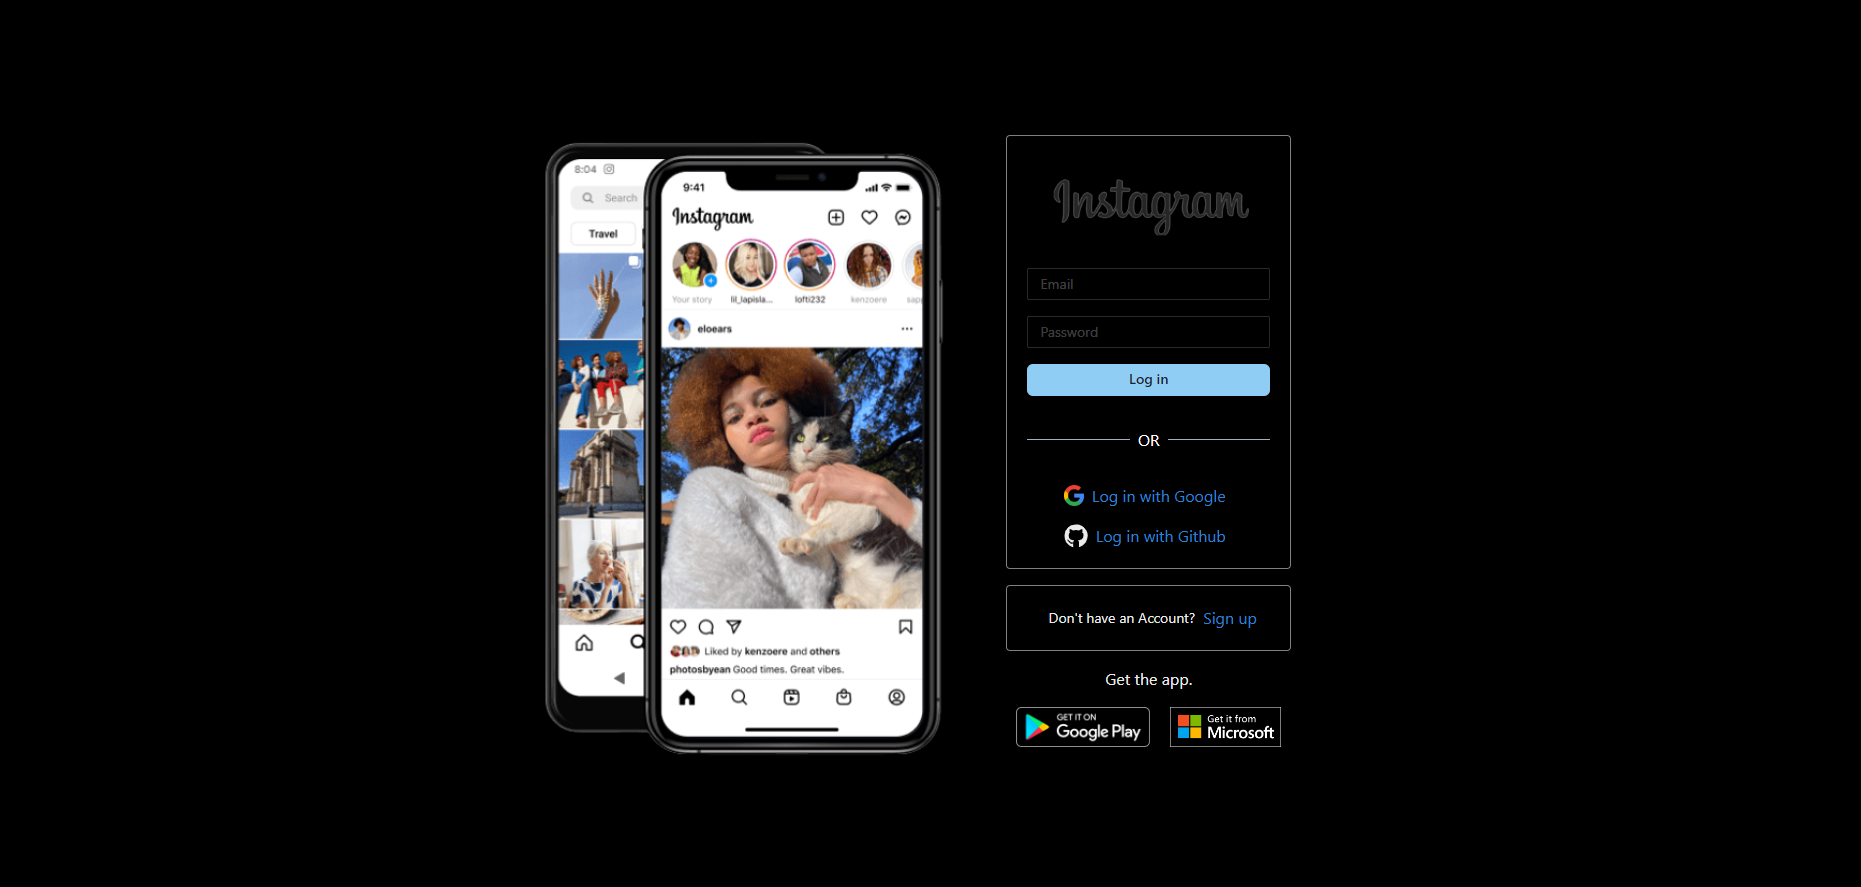 8:04
Search
Travel
9:41
Instagram
Your story
lil_lapisla...
lofti232
kenzoere
sap
eloears
Liked by kenzoere and others
photosbyean Good times. Great vibes.
Instagram
Email
Password
Log in
OR
Log in with Google
Log in with Github
Don't have an Account? Sign up
Get the app.
GET IT ON
Google Play
Get it from
Microsoft